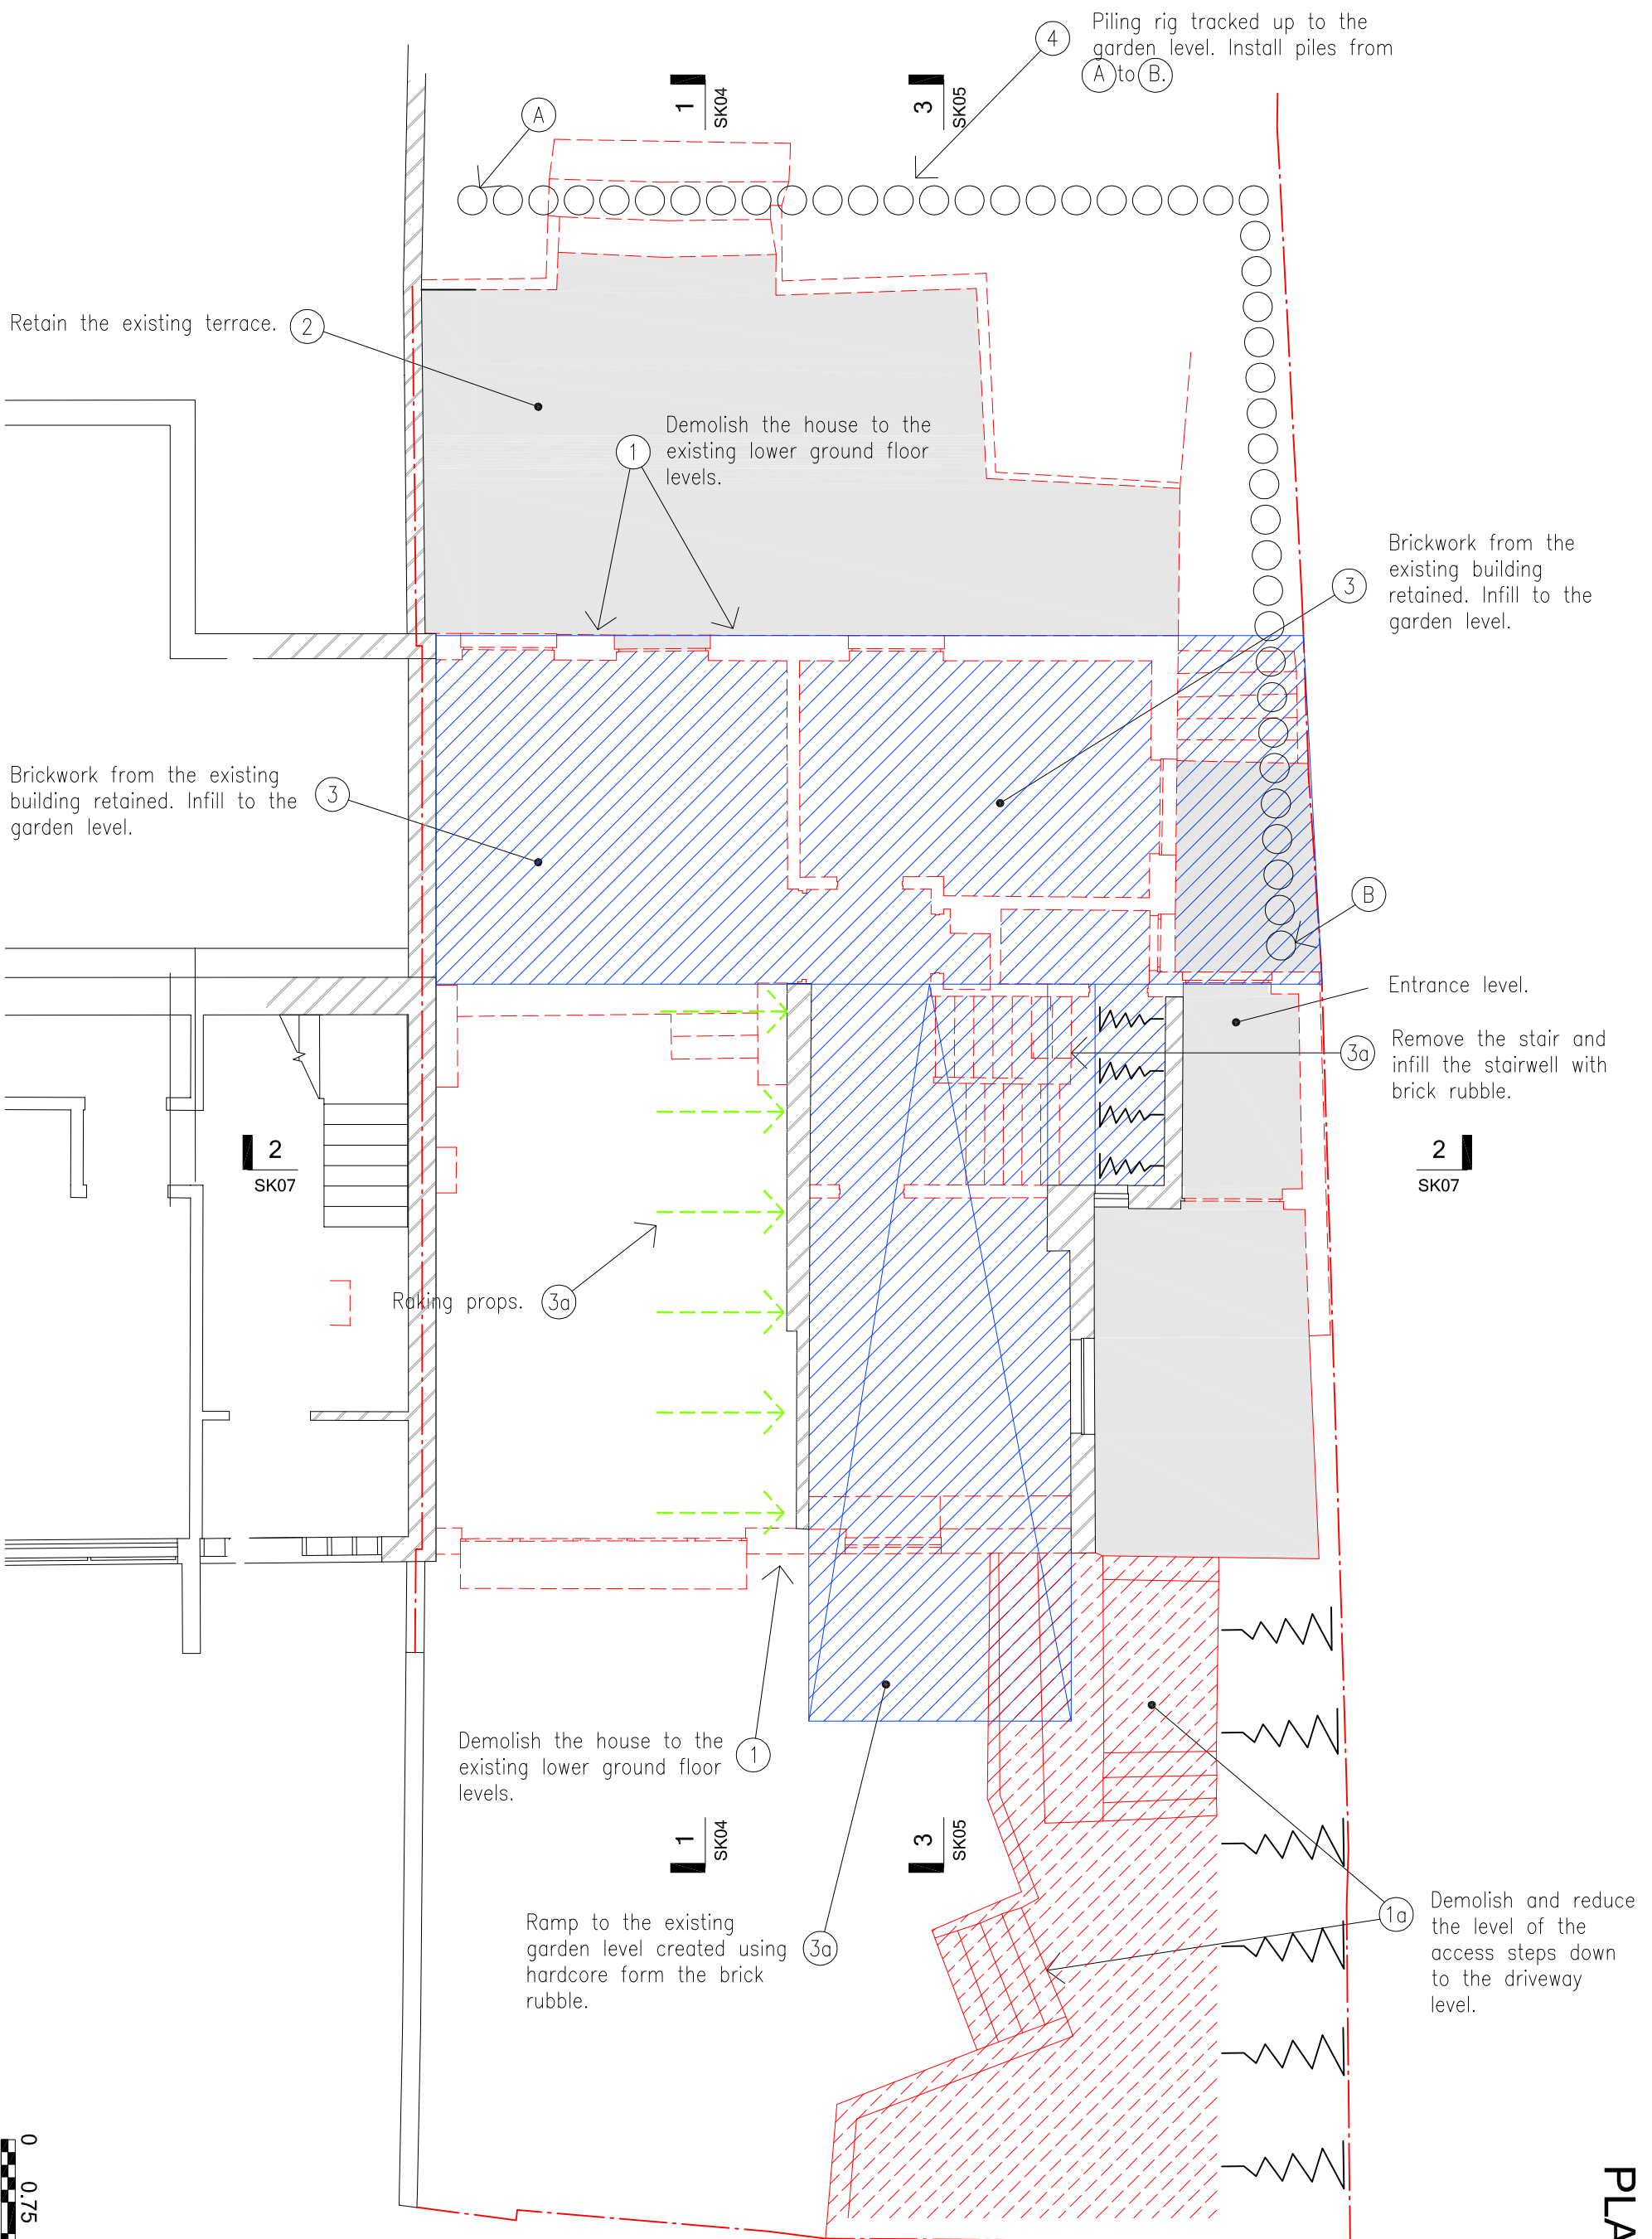 4
Piling rig tracked up to the
garden level. Install piles from
A to B.
1
SK04
3
SK05
A
Retain the existing terrace.
2
1
Demolish the house to the
existing lower ground floor
levels.
Brickwork from the
existing building
retained. Infill to the
garden level.
3
Brickwork from the existing
building retained. Infill to the
garden level.
3
B
Entrance level.
3a
Remove the stair and
infill the stairwell with
brick rubble.
2
SK07
2
SK07
Raking props.
3a
Demolish the house to the
existing lower ground floor
levels.
1
1
SK04
3
SK05
Ramp to the existing
garden level created using
hardcore form the brick
rubble.
3a
1a
Demolish and reduce
the level of the
access steps down
to the driveway
level.
0
0.75
PLA